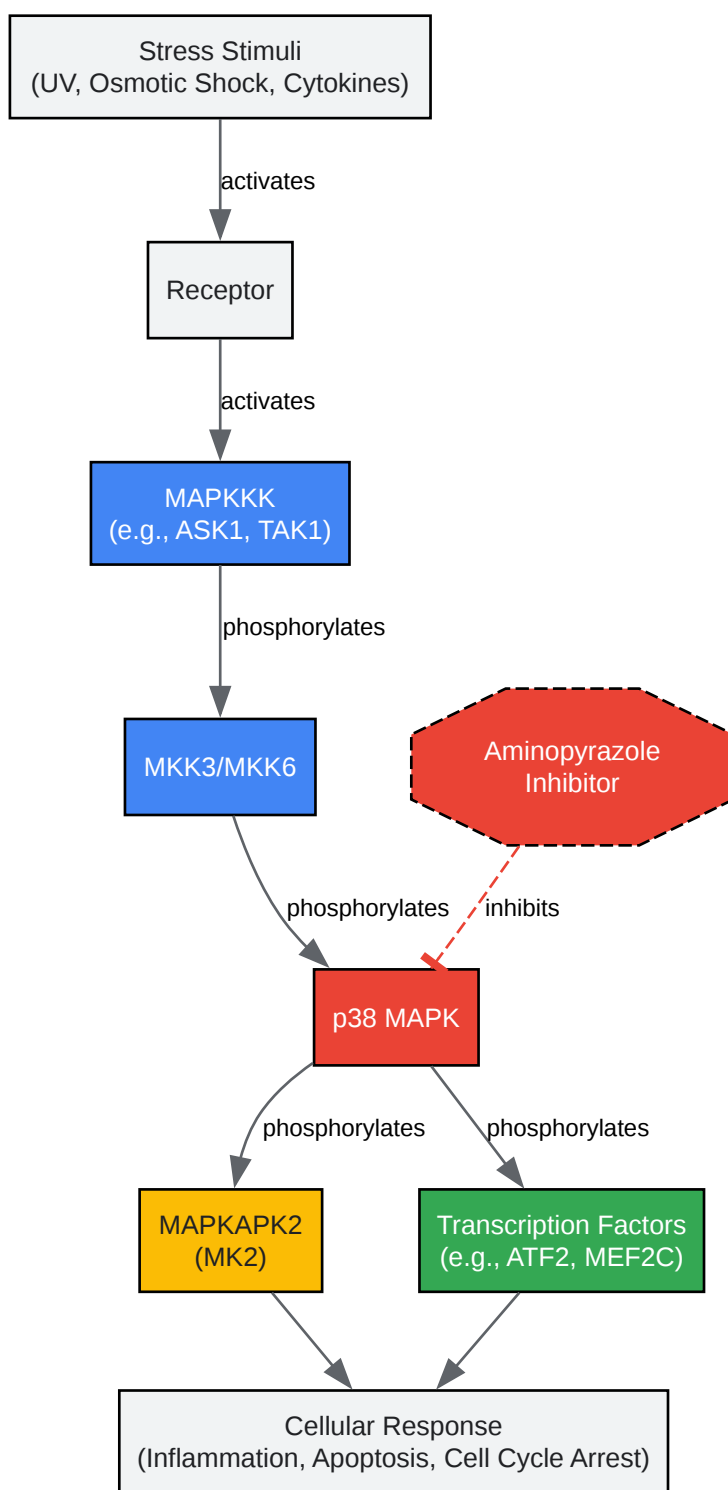 Stress Stimuli
(UV, Osmotic Shock, Cytokines)
activates
Receptor
activates
MAPKKK
(e.g., ASK1, TAK1)
phosphorylates
MKK3/MKK6
Aminopyrazole
Inhibitor
phosphorylates
inhibits
p38 MAPK
phosphorylates
phosphorylates
MAPKAPK2
(MK2)
Transcription Factors
(e.g., ATF2, MEF2C)
Cellular Response
(Inflammation, Apoptosis, Cell Cycle Arrest)